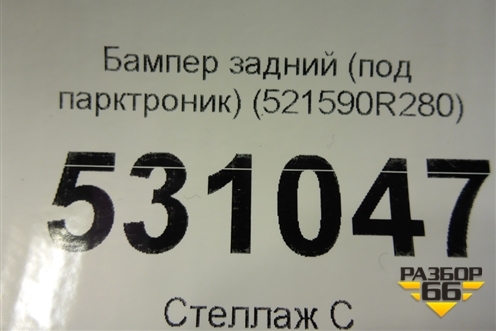 Бампер задний (под
парктроник) (521590R280)
531047
Стеллаж С
РАЗБОР
66